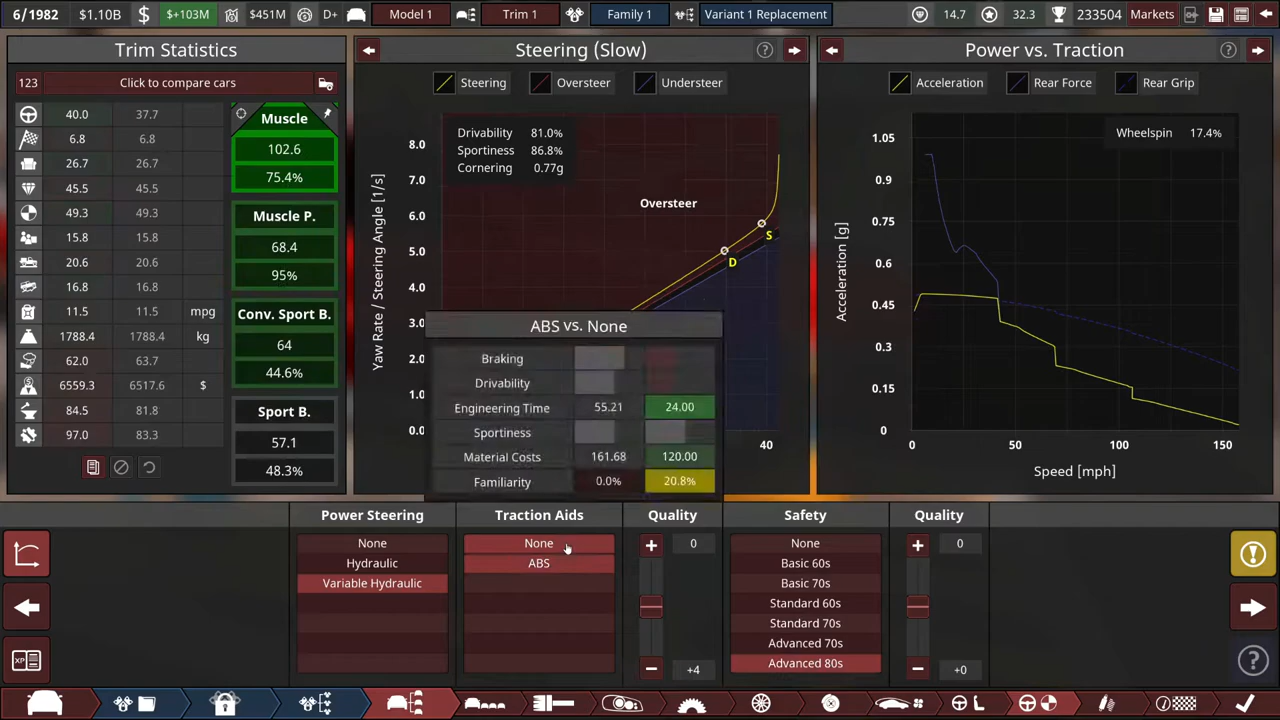 6/1982 $1.10B $+103M $451M D+ Model 1 Trim 1 Family 1 Variant 1 Replacement 14.7 32.3 233504 Markets
Trim Statistics
123 Click to compare cars
40.0 37.7
6.8 6.8
26.7 26.7
45.5 45.5
49.3 49.3
15.8 15.8
20.6 20.6
16.8 16.8
11.5 11.5 mpg
1788.4 1788.4 kg
62.0 63.7
6559.3 6517.6 $
84.5 81.8
97.0 83.3
Muscle
102.6
75.4%
Muscle P.
68.4
95%
Conv. Sport B.
64
44.6%
Sport B.
57.1
48.3%
Steering (Slow)
Steering Oversteer Understeer
Drivability 81.0%
Sportiness 86.8%
Cornering 0.77g
Yaw Rate / Steering Angle [1/s]
8.0
7.0
6.0
5.0
4.0
3.0
2.0
1.0
0.0
Oversteer
S
D
40
ABS vs. None
Braking
Drivability
Engineering Time 55.21 24.00
Sportiness
Material Costs 161.68 120.00
Familiarity 0.0% 20.8%
Power vs. Traction
Acceleration Rear Force Rear Grip
Wheelspin 17.4%
Acceleration [g]
1.05
0.9
0.75
0.6
0.45
0.3
0.15
0
0 50 100 150
Speed [mph]
Power Steering
None
Hydraulic
Variable Hydraulic
Traction Aids
None
ABS
Quality
0
+4
Safety
None
Basic 60s
Basic 70s
Standard 60s
Standard 70s
Advanced 70s
Advanced 80s
Quality
0
+0
XP